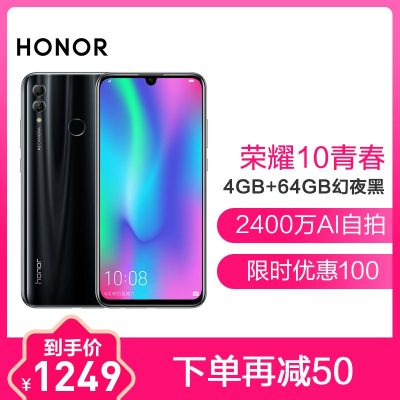 HONOR
荣耀10青春
4GB+64GB幻夜黑
2400万AI自拍
限时优惠100
honor
10:08
到手价
¥1249
下单再减50